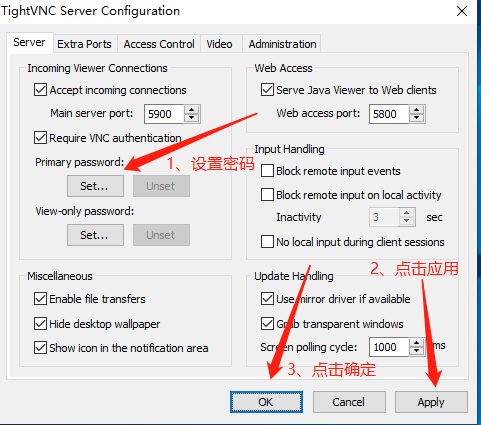 TightVNC Server Configuration
Server
Extra Ports
Access Control
Video
Administration
Incoming Viewer Connections
Accept incoming connections
Main server port: 5900
Require VNC authentication
Primary password:
1、设置密码
Set...
Unset
View-only password:
Set...
Unset
Web Access
Serve Java Viewer to Web clients
Web access port: 5800
Input Handling
Block remote input events
Block remote input on local activity
Inactivity 3 sec
No local input during client sessions
2、点击应用
Miscellaneous
Enable file transfers
Hide desktop wallpaper
Show icon in the notification area
Update Handling
Use mirror driver if available
Grab transparent windows
Screen polling cycle: 1000 ms
3、点击确定
OK
Cancel
Apply